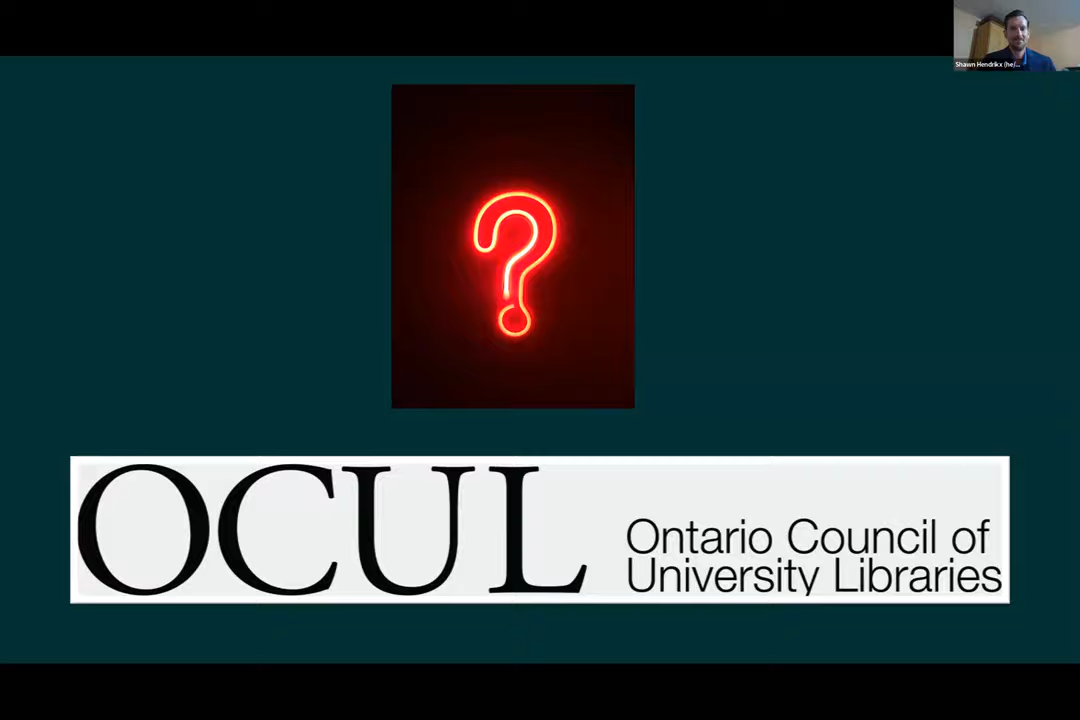 Shawn Hendrikx (he/...
?
OCUL
Ontario Council of
University Libraries